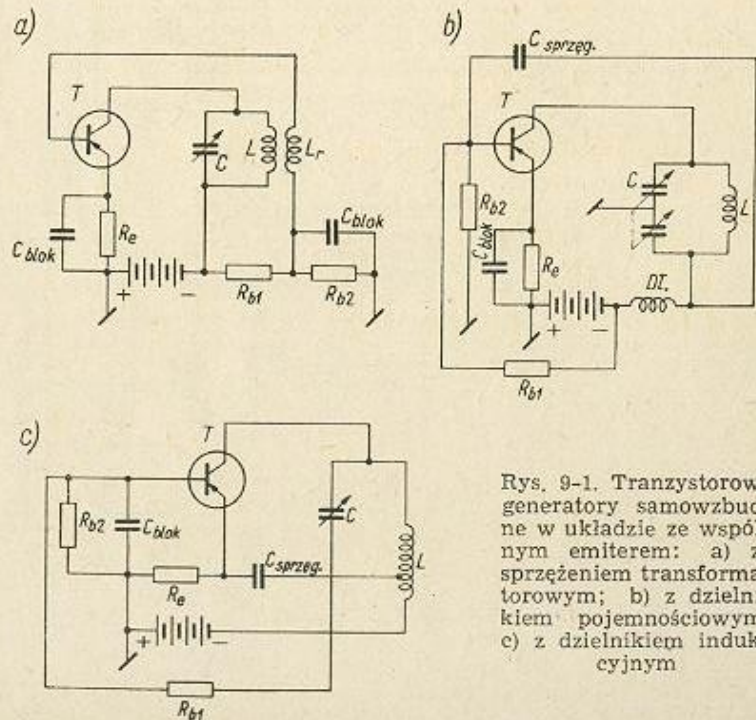 a)
T
C blok
Re
+
−
C
L
Lr
C blok
Rb1
Rb2
b)
C sprzęg.
T
Rb2
C blok
Re
+
−
C
L
Dł.
Rb1
c)
T
Rb2
C blok
Re
C sprzęg.
C
L
+
−
Rb1
Rys. 9-1. Tranzystorow
generatory samowzbud
ne w układzie ze wspól
nym emiterem: a) z
sprzężeniem transforma
torowym; b) z dzielni
kiem pojemnościowym
c) z dzielnikiem induk
cyjnym